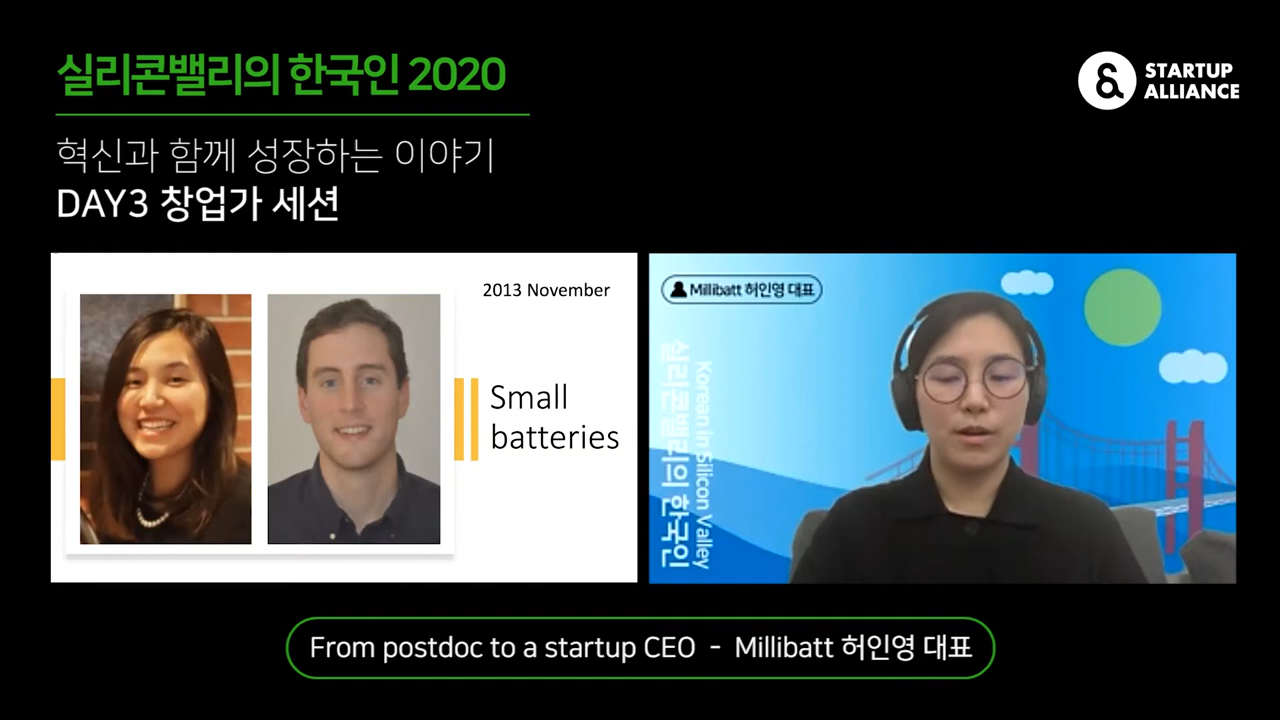 실리콘밸리의 한국인 2020
STARTUP
ALLIANCE
혁신과 함께 성장하는 이야기
DAY3 창업가 세션
2013 November
Small
batteries
Millibatt 허인영 대표
Korean in Silicon Valley
실리콘밸리의 한국인
From postdoc to a startup CEO - Millibatt 허인영 대표